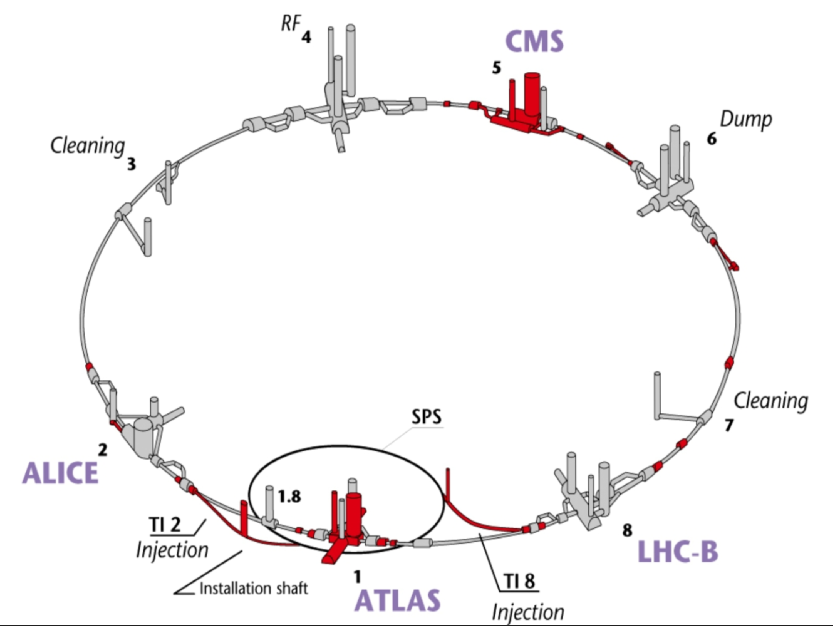 RF
4
CMS
5
Dump
6
Cleaning
3
Cleaning
7
SPS
ALICE
2
1.8
TI 2
Injection
Installation shaft
1
ATLAS
TI 8
Injection
8
LHC-B